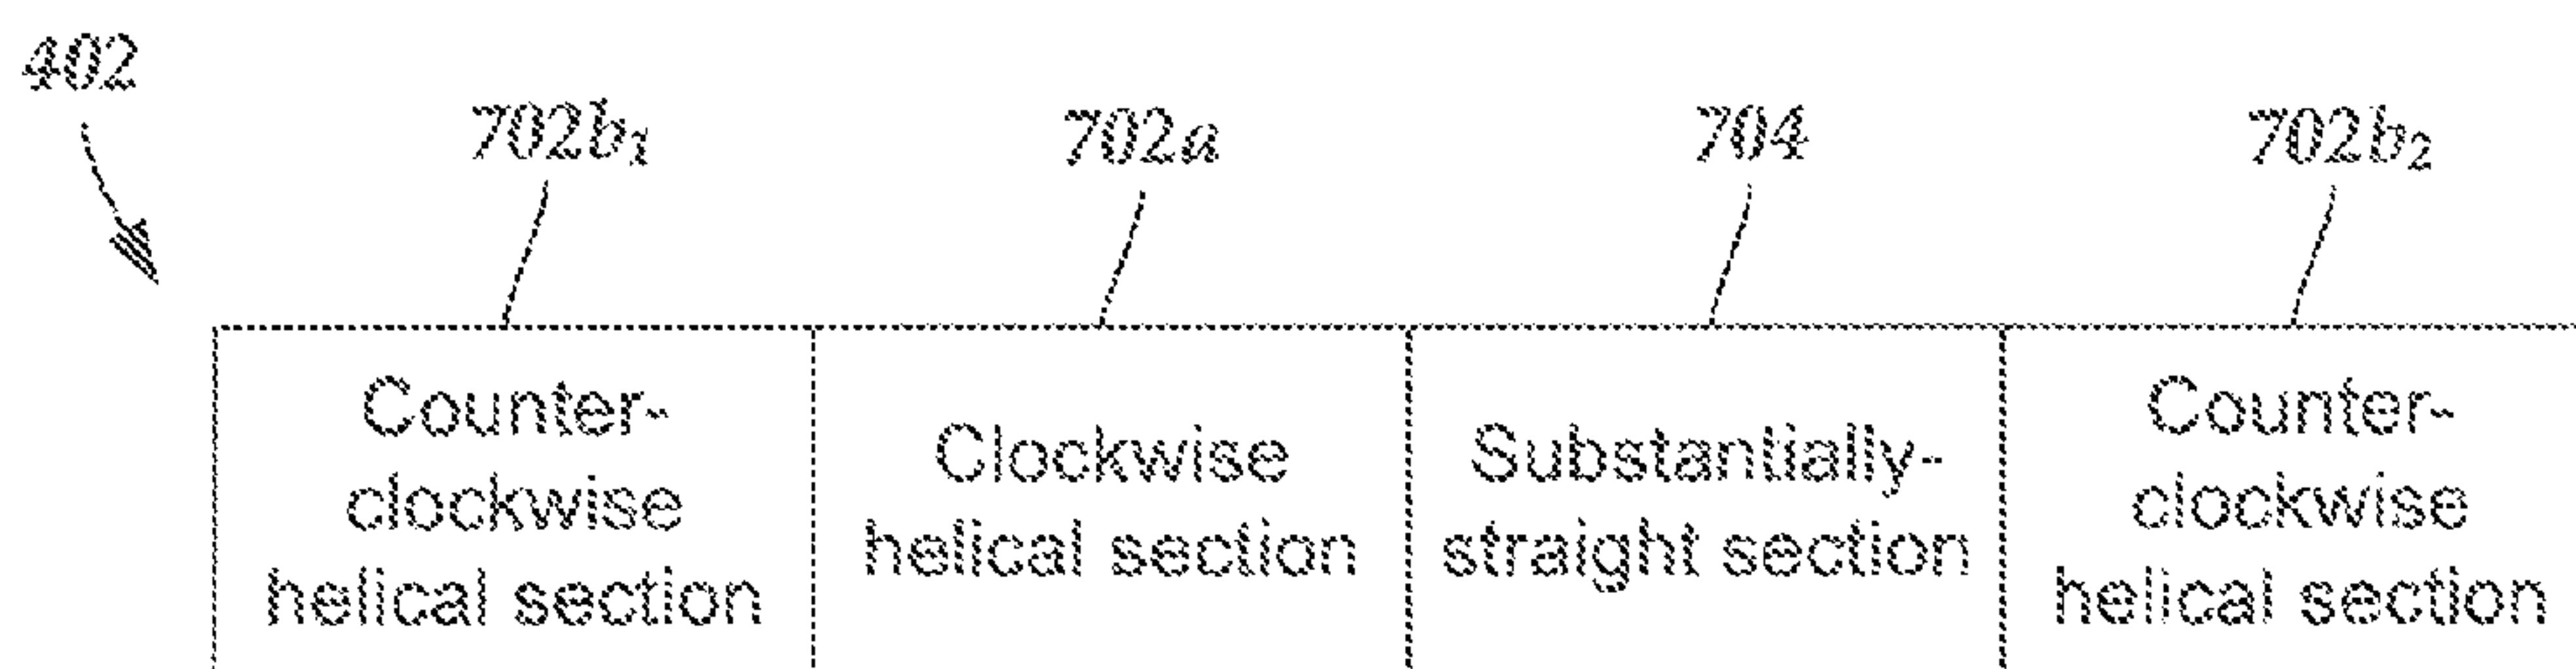 402
702b₁
702a
704
702b₂
Counter-
clockwise
helical section
Clockwise
helical section
Substantially-
straight section
Counter-
clockwise
helical section